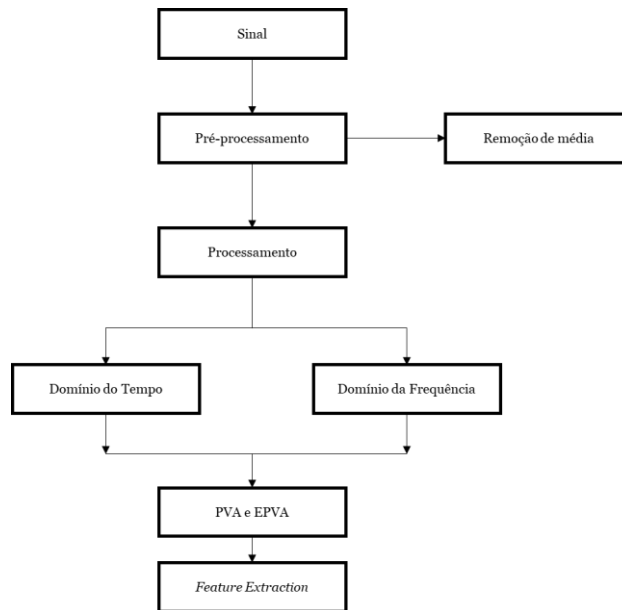 Sinal
Pré-processamento
Remoção de média
Processamento
Domínio do Tempo
Domínio da Frequência
PVA e EPVA
Feature Extraction